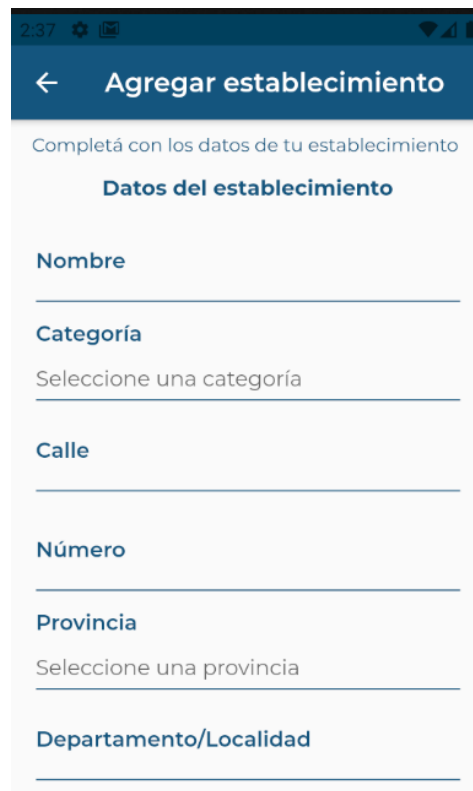 2:37
Agregar establecimiento
Completá con los datos de tu establecimiento
Datos del establecimiento
Nombre
Categoría
Seleccione una categoría
Calle
Número
Provincia
Seleccione una provincia
Departamento/Localidad